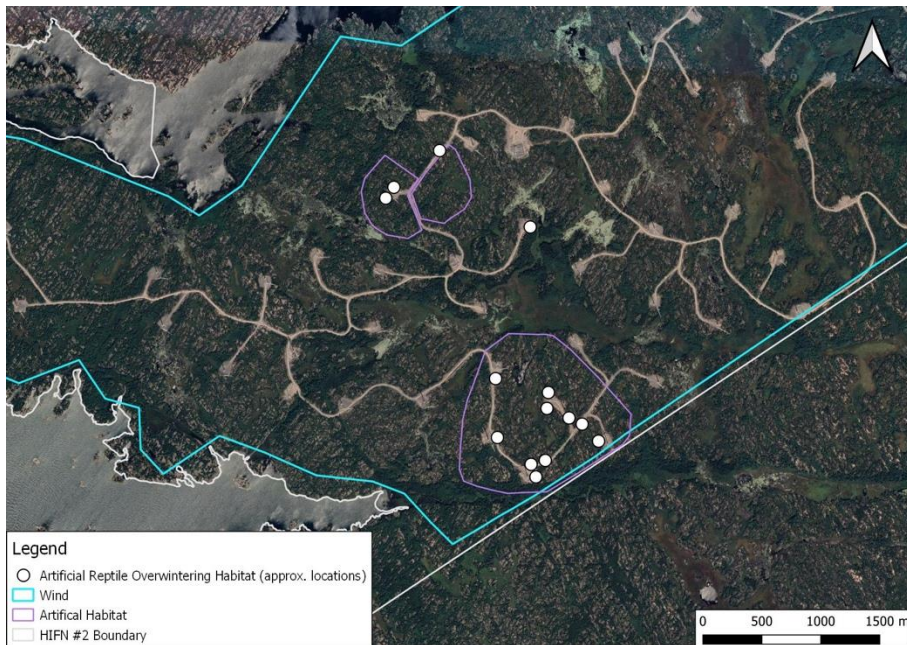 Legend
Artificial Reptile Overwintering Habitat (approx. locations)
Wind
Artifical Habitat
HIFN #2 Boundary
0 500 1000 1500 m